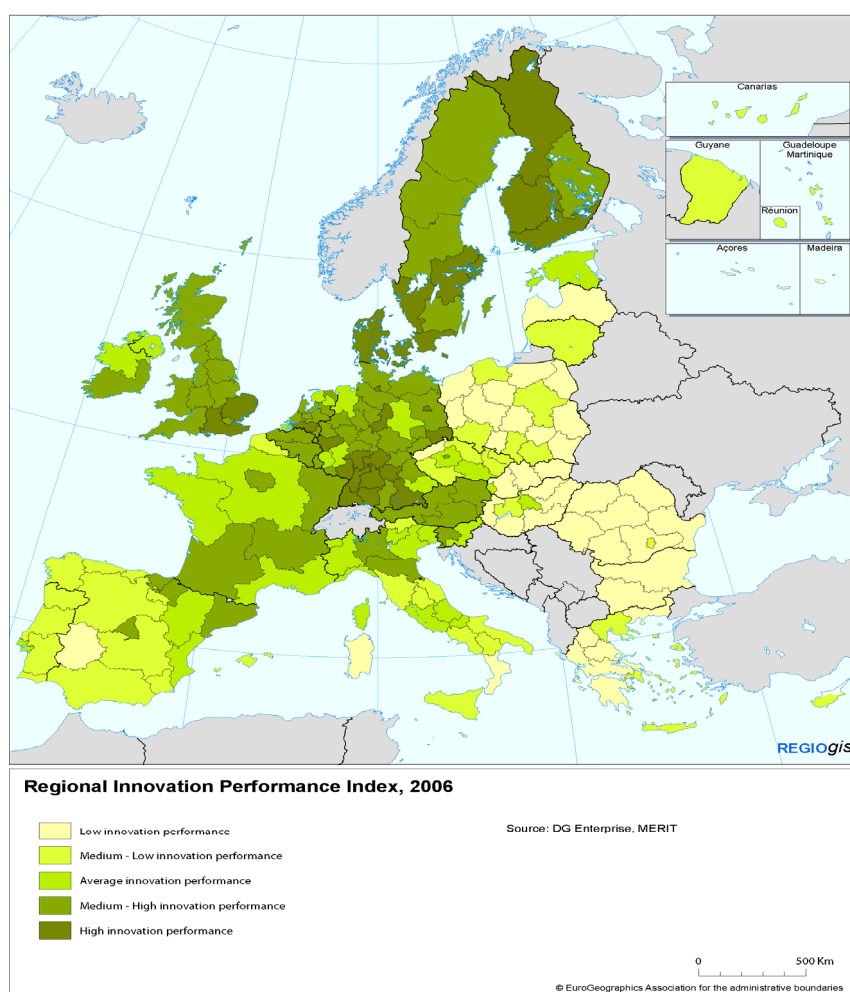 Canarias
Guyane
Guadeloupe
Martinique
Réunion
Açores
Madeira
REGIOgis
Regional Innovation Performance Index, 2006
Low innovation performance
Source: DG Enterprise, MERIT
Medium - Low innovation performance
Average innovation performance
Medium - High innovation performance
High innovation performance
0
500 Km
© EuroGeographics Association for the administrative boundaries